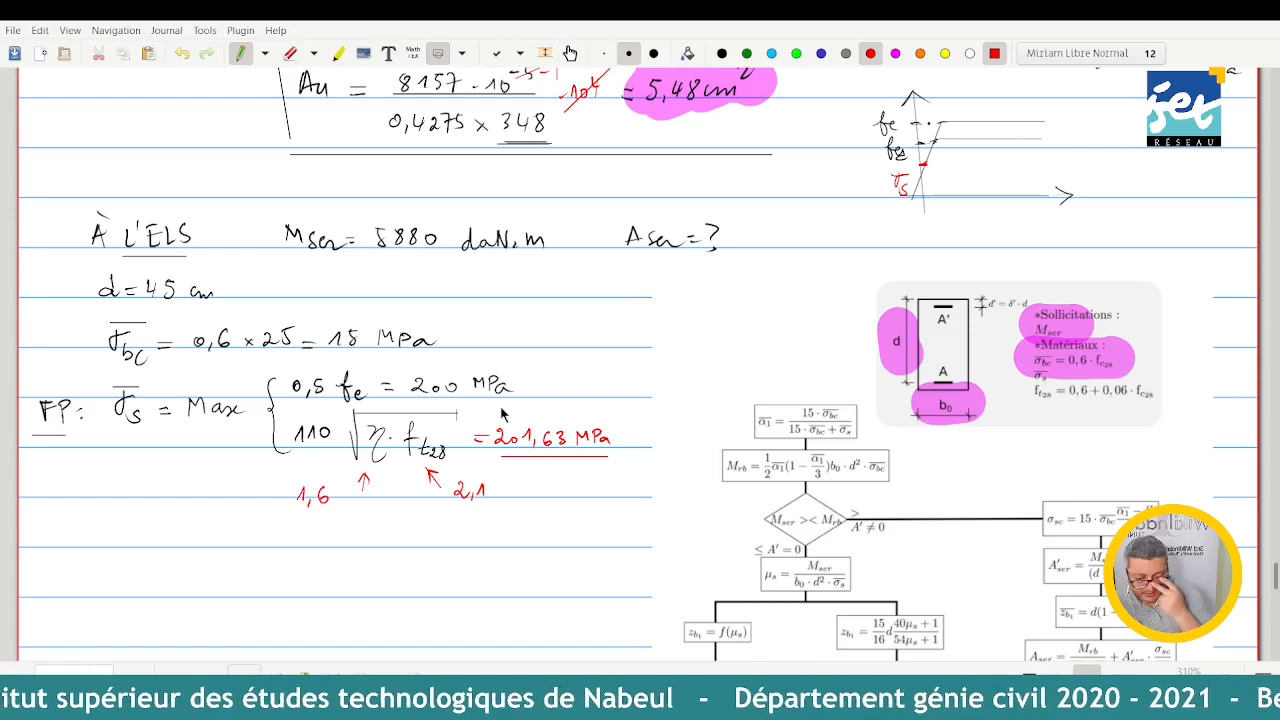 File Edit View Navigation Journal Tools Plugin Help
Miriam Libre Normal 12
Au = 8157 · 10 · 10⁴ = 5,48 cm²
0,4275 × 348
fe
σs
iset
RÉSEAU
À L'ELS Mser = 5880 daN.m Aser = ?
d = 45 cm
σbc = 0,6 × 25 = 15 MPa
FP: σs = Max { 0,5 fe = 200 MPa
110 √η · ft28 = 201,63 MPa
1,6 2,1
d' = δ' · d
A'
d
A
b₀
*Sollicitations :
Mser
*Matériaux :
σbc = 0,6 · fc28
σs
ft28 = 0,6 + 0,06 · fc28
α1 = 15 · σbc / 15 · σbc + σs
Mrb = 1/2 α1(1 − α1/3)b₀ · d² · σbc
Mser >< Mrb
>
A' ≠ 0
≤ A' = 0
σsc = 15 · σbc
μs = Mser / b₀ · d² · σs
A'ser =
zb1 = f(μs)
zb1 = 15/16 d 40μs + 1 / 54μs + 1
zb1 = d(1
Aser = Mrb + A'ser · σsc
310%
itut supérieur des études technologiques de Nabeul - Département génie civil 2020 - 2021 - Be